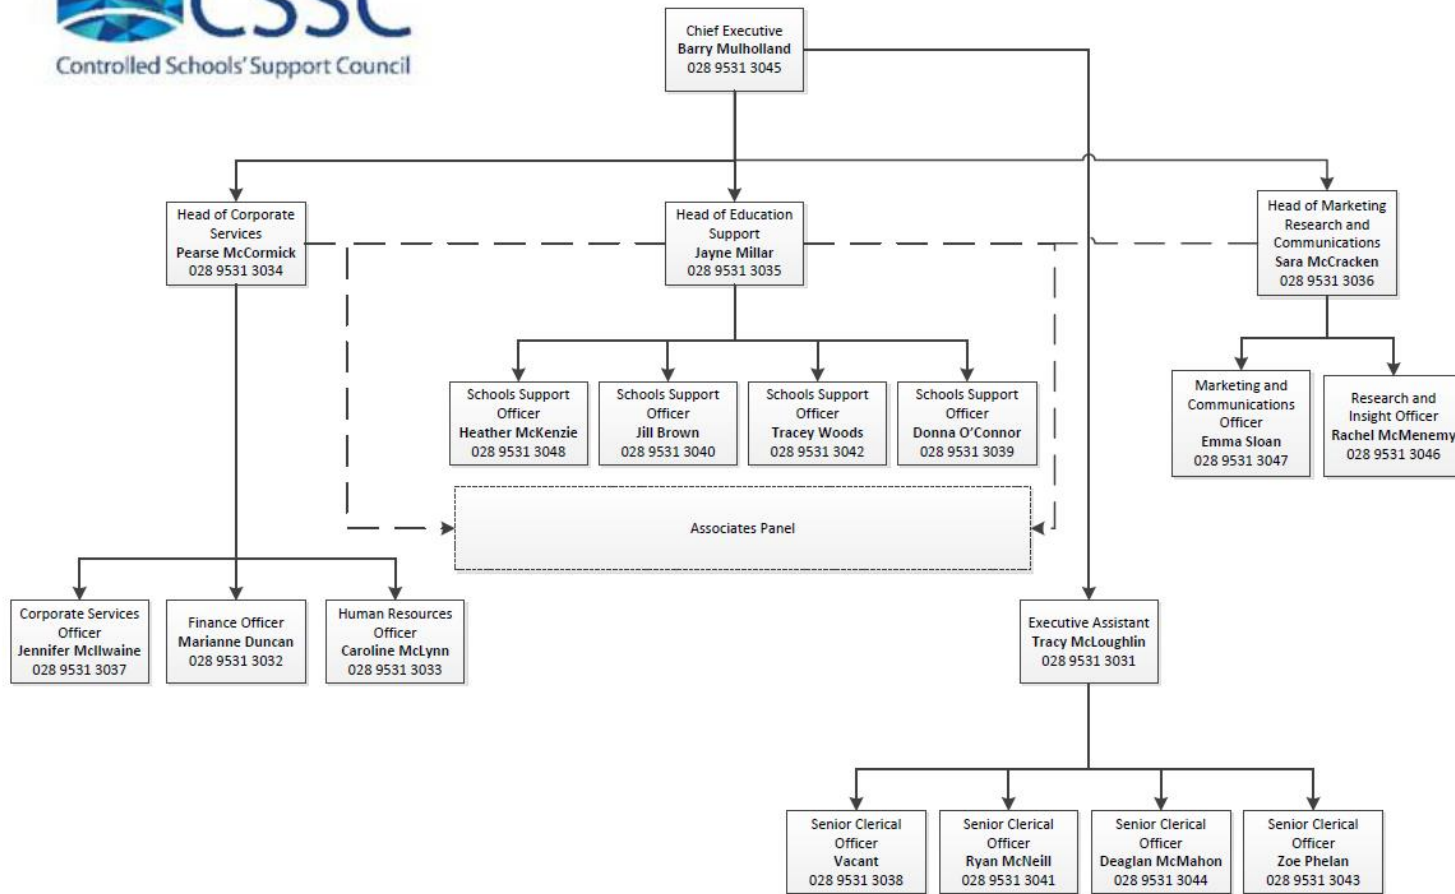 CSSC
Controlled Schools' Support Council
Chief Executive
Barry Mulholland
028 9531 3045
Head of Corporate
Services
Pearse McCormick
028 9531 3034
Head of Education
Support
Jayne Millar
028 9531 3035
Head of Marketing
Research and
Communications
Sara McCracken
028 9531 3036
Schools Support
Officer
Heather McKenzie
028 9531 3048
Schools Support
Officer
Jill Brown
028 9531 3040
Schools Support
Officer
Tracey Woods
028 9531 3042
Schools Support
Officer
Donna O'Connor
028 9531 3039
Marketing and
Communications
Officer
Emma Sloan
028 9531 3047
Research and
Insight Officer
Rachel McMenemy
028 9531 3046
Associates Panel
Corporate Services
Officer
Jennifer McIlwaine
028 9531 3037
Finance Officer
Marianne Duncan
028 9531 3032
Human Resources
Officer
Caroline McLynn
028 9531 3033
Executive Assistant
Tracy McLoughlin
028 9531 3031
Senior Clerical
Officer
Vacant
028 9531 3038
Senior Clerical
Officer
Ryan McNeill
028 9531 3041
Senior Clerical
Officer
Deaglan McMahon
028 9531 3044
Senior Clerical
Officer
Zoe Phelan
028 9531 3043